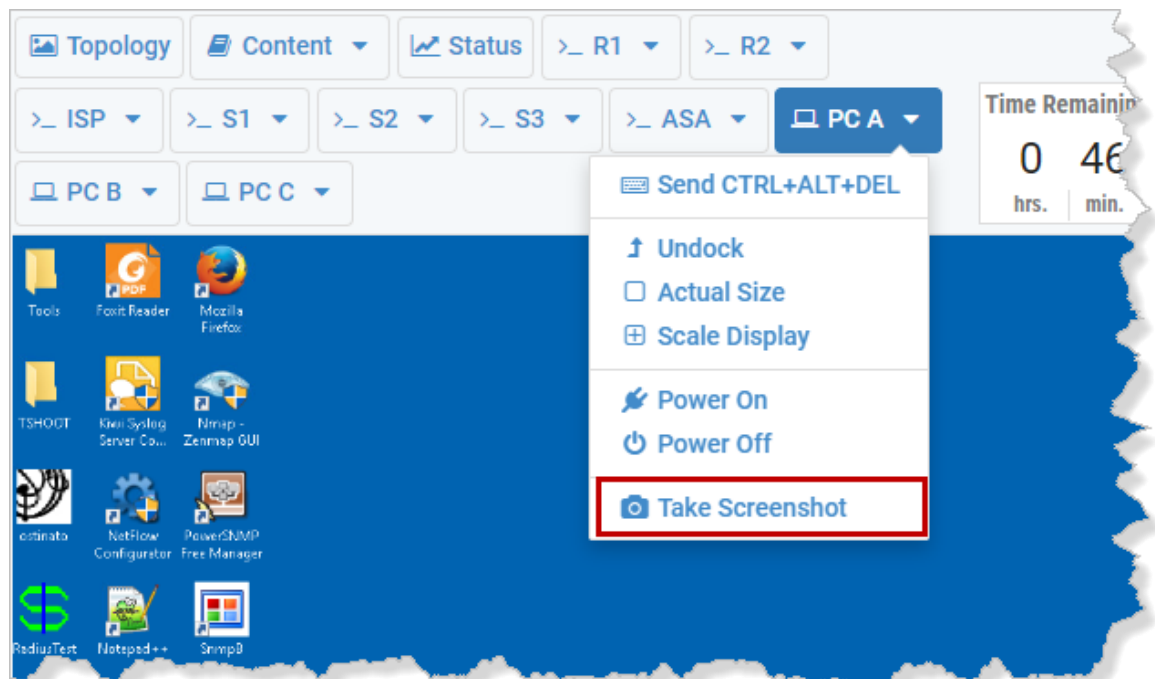 Topology Content Status >_ R1 >_ R2
>_ ISP >_ S1 >_ S2 >_ S3 >_ ASA PC A
PC B PC C
Time Remainin
0 46
hrs. min.
Send CTRL+ALT+DEL
Undock
Actual Size
Scale Display
Power On
Power Off
Take Screenshot
Tools Foxit Reader Mozilla
Firefox
TSHOOT Kiwi Syslog Nmap -
Server Co... Zenmap GUI
ostinato NetFlow PowerSNMP
Configurator Free Manager
RadiusTest Notepad++ SnmpB